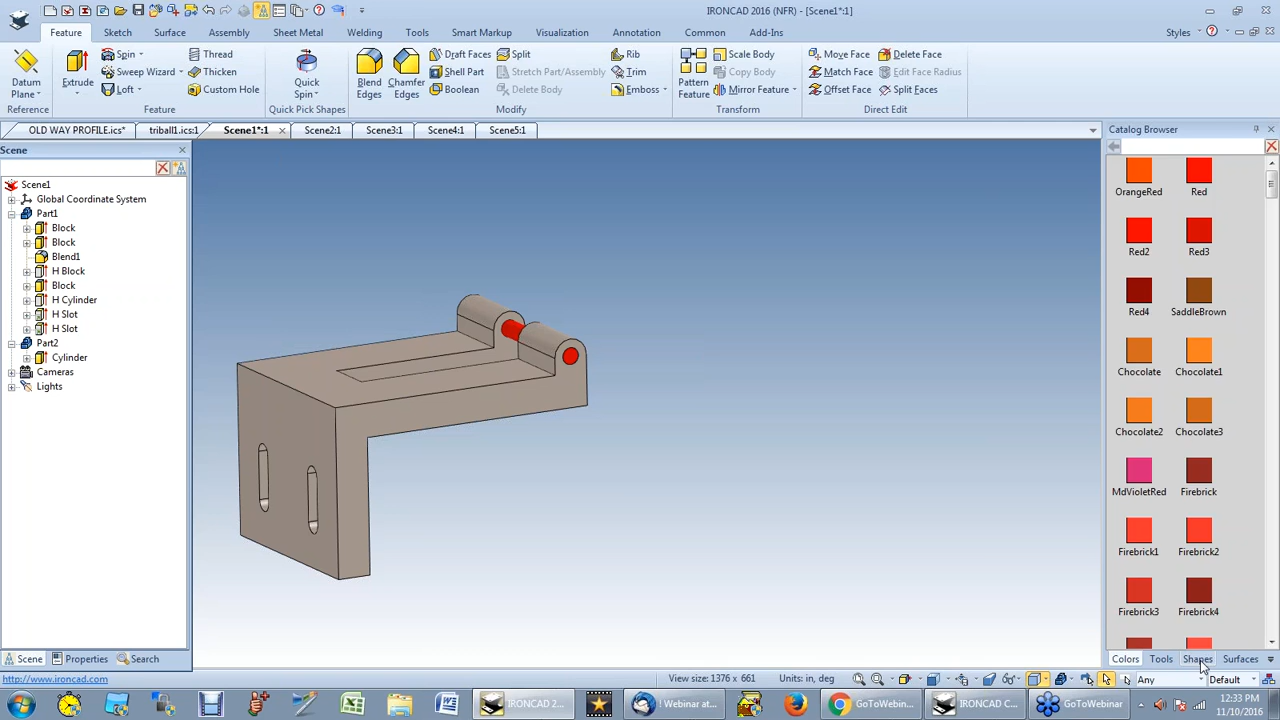 IRONCAD 2016 (NFR) - [Scene1*:1]
Feature Sketch Surface Assembly Sheet Metal Welding Tools Smart Markup Visualization Annotation Common Add-Ins Styles
Datum Plane
Reference
Extrude
Spin
Sweep Wizard
Loft
Thread
Thicken
Custom Hole
Feature
Quick Spin
Quick Pick Shapes
Blend Edges
Chamfer Edges
Draft Faces
Shell Part
Boolean
Split
Stretch Part/Assembly
Delete Body
Rib
Trim
Emboss
Modify
Pattern Feature
Scale Body
Copy Body
Mirror Feature
Transform
Move Face
Match Face
Offset Face
Delete Face
Edit Face Radius
Split Faces
Direct Edit
OLD WAY PROFILE.ics* triball1.ics:1 Scene1*:1 Scene2:1 Scene3:1 Scene4:1 Scene5:1
Scene
Scene1
Global Coordinate System
Part1
Block
Block
Blend1
H Block
Block
H Cylinder
H Slot
H Slot
Part2
Cylinder
Cameras
Lights
Scene Properties Search
Catalog Browser
OrangeRed Red
Red2 Red3
Red4 SaddleBrown
Chocolate Chocolate1
Chocolate2 Chocolate3
MdVioletRed Firebrick
Firebrick1 Firebrick2
Firebrick3 Firebrick4
Colors Tools Shapes Surfaces
http://www.ironcad.com
View size:1376 x 661 Units: in, deg Any Default
IRONCAD 2... ! Webinar at... GoToWebin... IRONCAD C... GoToWebin...
12:33 PM
11/10/2016